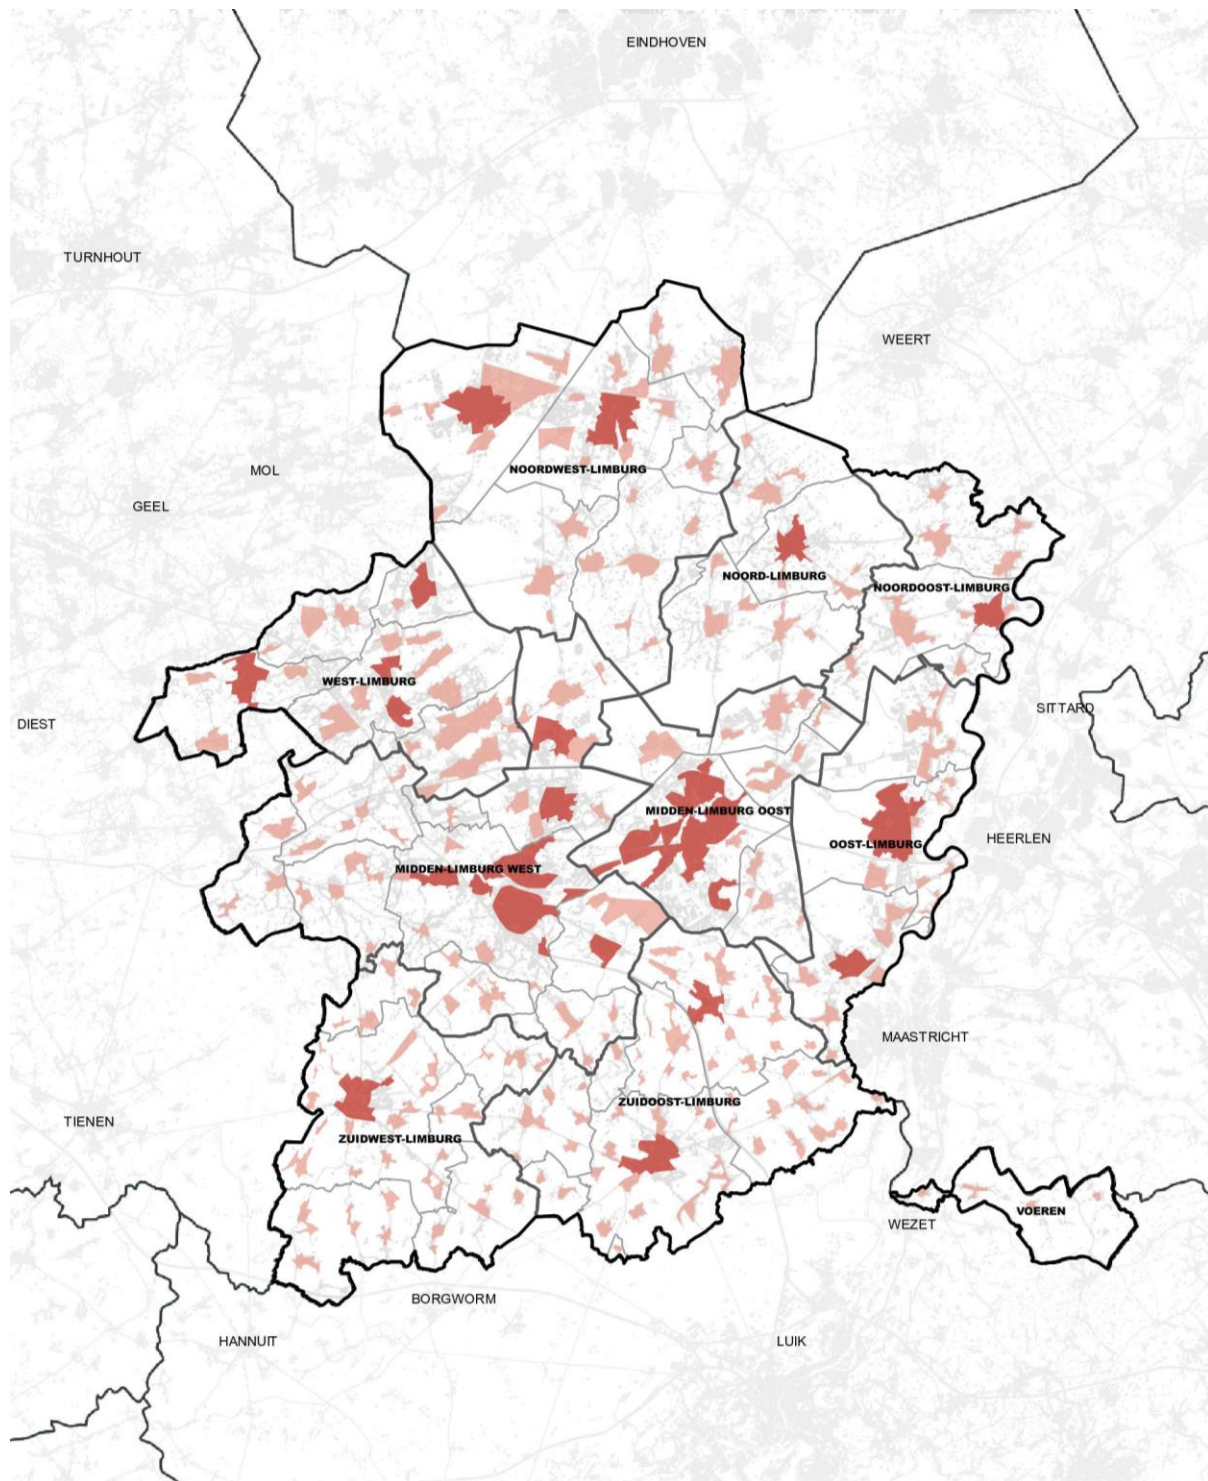 EINDHOVEN
TURNHOUT
WEERT
MOL
NOORDWEST-LIMBURG
GEEL
NOORD-LIMBURG
NOORDOOST-LIMBURG
WEST-LIMBURG
SITTARD
DIEST
MIDDEN-LIMBURG OOST
HEERLEN
OOST-LIMBURG
MIDDEN-LIMBURG WEST
MAASTRICHT
ZUIDOOST-LIMBURG
TIENEN
ZUIDWEST-LIMBURG
VOEREN
WEZET
BORGWORM
HANNUIT
LUIK